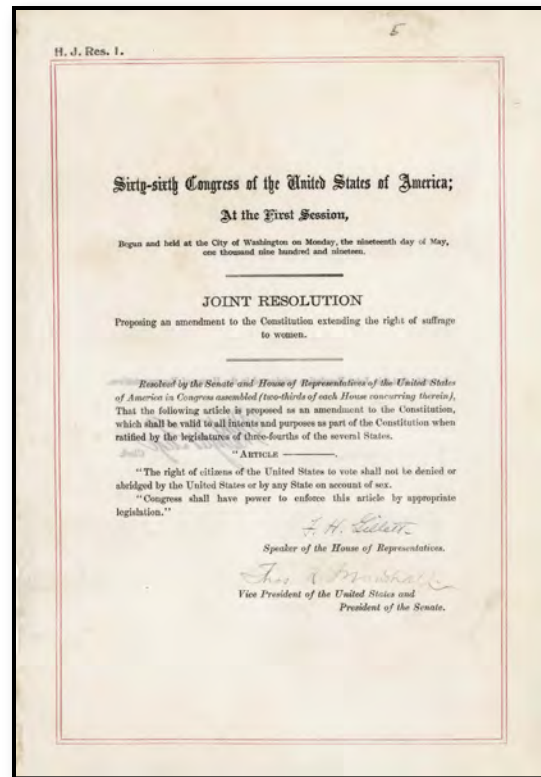 5
H. J. Res. 1.
Sixty-sixth Congress of the United States of America;
At the First Session,
Begun and held at the City of Washington on Monday, the nineteenth day of May,
one thousand nine hundred and nineteen.
JOINT RESOLUTION
Proposing an amendment to the Constitution extending the right of suffrage
to women.
Resolved by the Senate and House of Representatives of the United States
of America in Congress assembled (two-thirds of each House concurring therein),
That the following article is proposed as an amendment to the Constitution,
which shall be valid to all intents and purposes as part of the Constitution when
ratified by the legislatures of three-fourths of the several States.
"ARTICLE ————.
"The right of citizens of the United States to vote shall not be denied or
abridged by the United States or by any State on account of sex.
"Congress shall have power to enforce this article by appropriate
legislation."
F. H. Gillett
Speaker of the House of Representatives.
Thos R Marshall
Vice President of the United States and
President of the Senate.